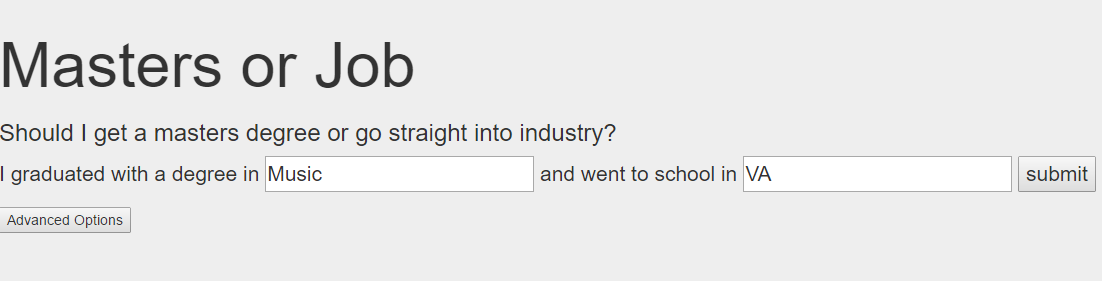 Masters or Job
Should I get a masters degree or go straight into industry?
I graduated with a degree in Music and went to school in VA submit
Advanced Options